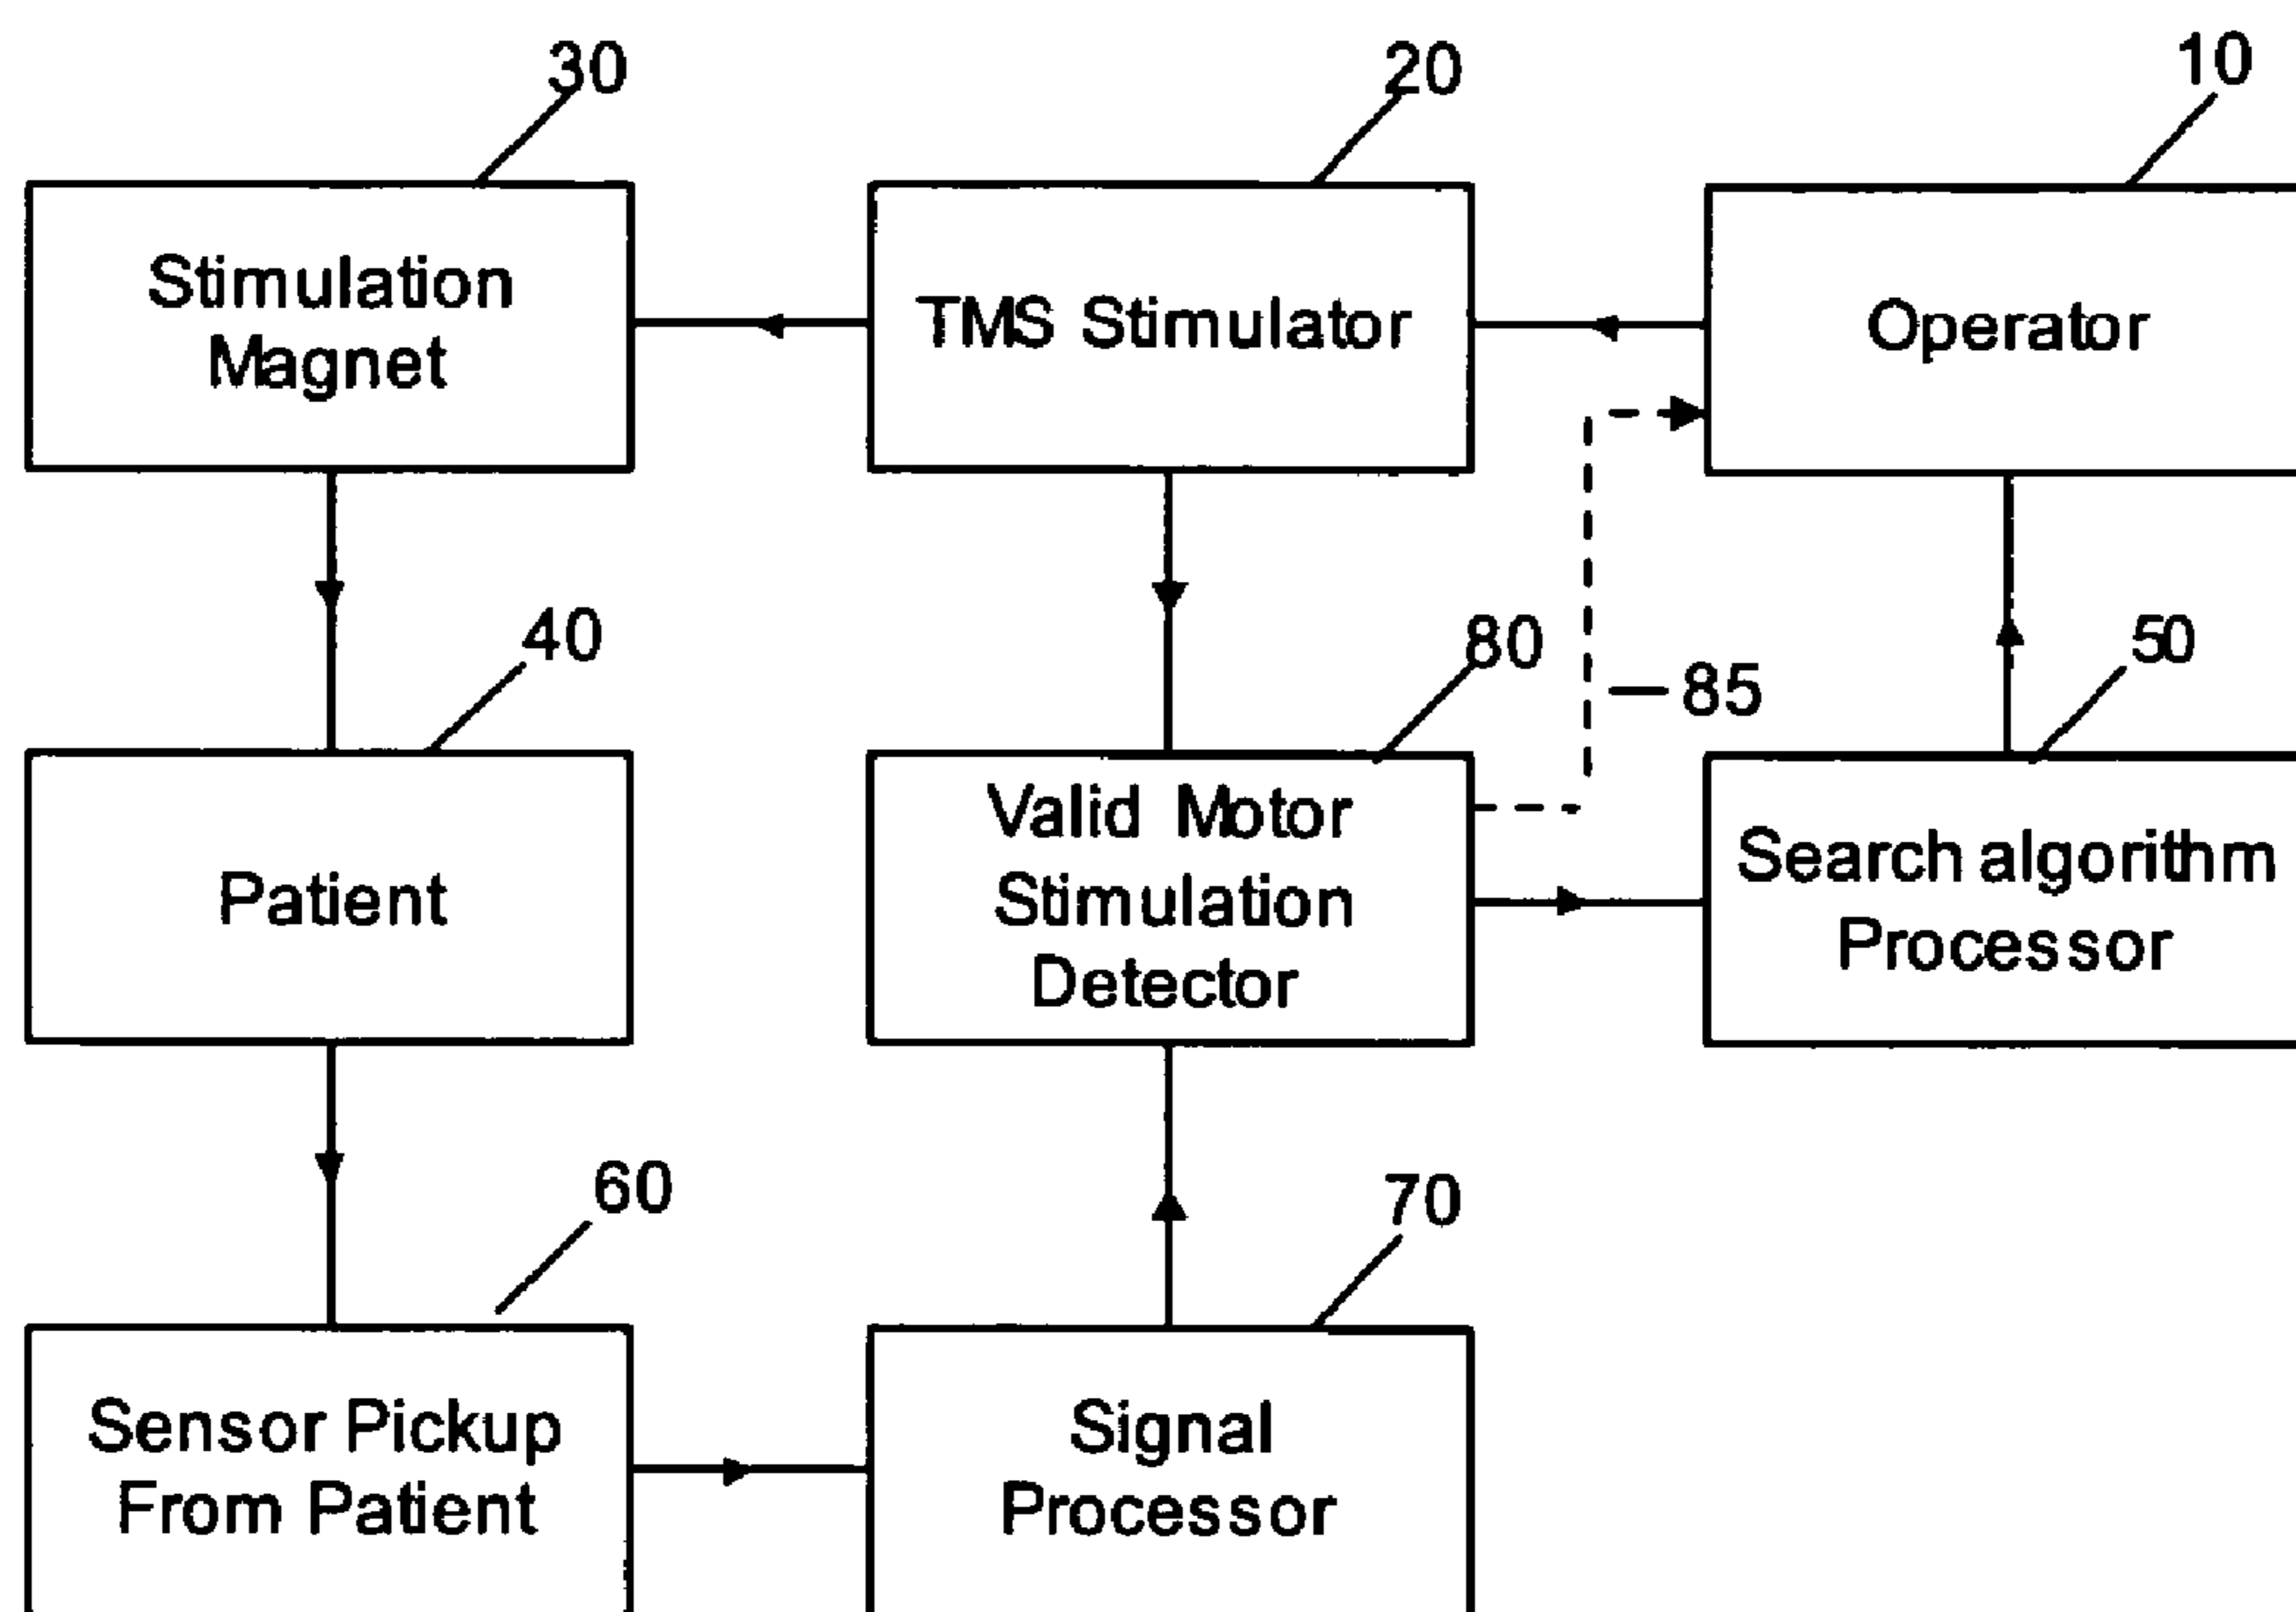 30
20
10
Stimulation
Magnet
TMS Stimulator
Operator
40
80
85
50
Patient
Valid Motor
Stimulation
Detector
Search algorithm
Processor
60
70
Sensor Pickup
From Patient
Signal
Processor